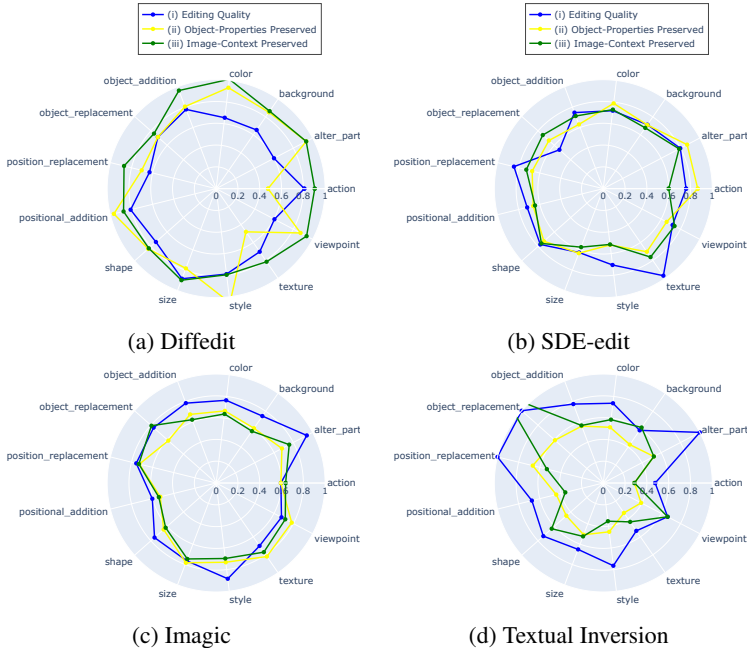 (i) Editing Quality
(ii) Object-Properties Preserved
(iii) Image-Context Preserved
color
background
alter_part
action
viewpoint
texture
style
size
shape
positional_addition
position_replacement
object_replacement
object_addition
0 0.2 0.4 0.6 0.8 1
(a) Diffedit
(i) Editing Quality
(ii) Object-Properties Preserved
(iii) Image-Context Preserved
color
background
alter_part
action
viewpoint
texture
style
size
shape
positional_addition
position_replacement
object_replacement
object_addition
0 0.2 0.4 0.6 0.8 1
(b) SDE-edit
color
background
alter_part
action
viewpoint
texture
style
size
shape
positional_addition
position_replacement
object_replacement
object_addition
0 0.2 0.4 0.6 0.8 1
(c) Imagic
color
background
alter_part
action
viewpoint
texture
style
size
shape
positional_addition
position_replacement
object_replacement
object_addition
0 0.2 0.4 0.6 0.8 1
(d) Textual Inversion